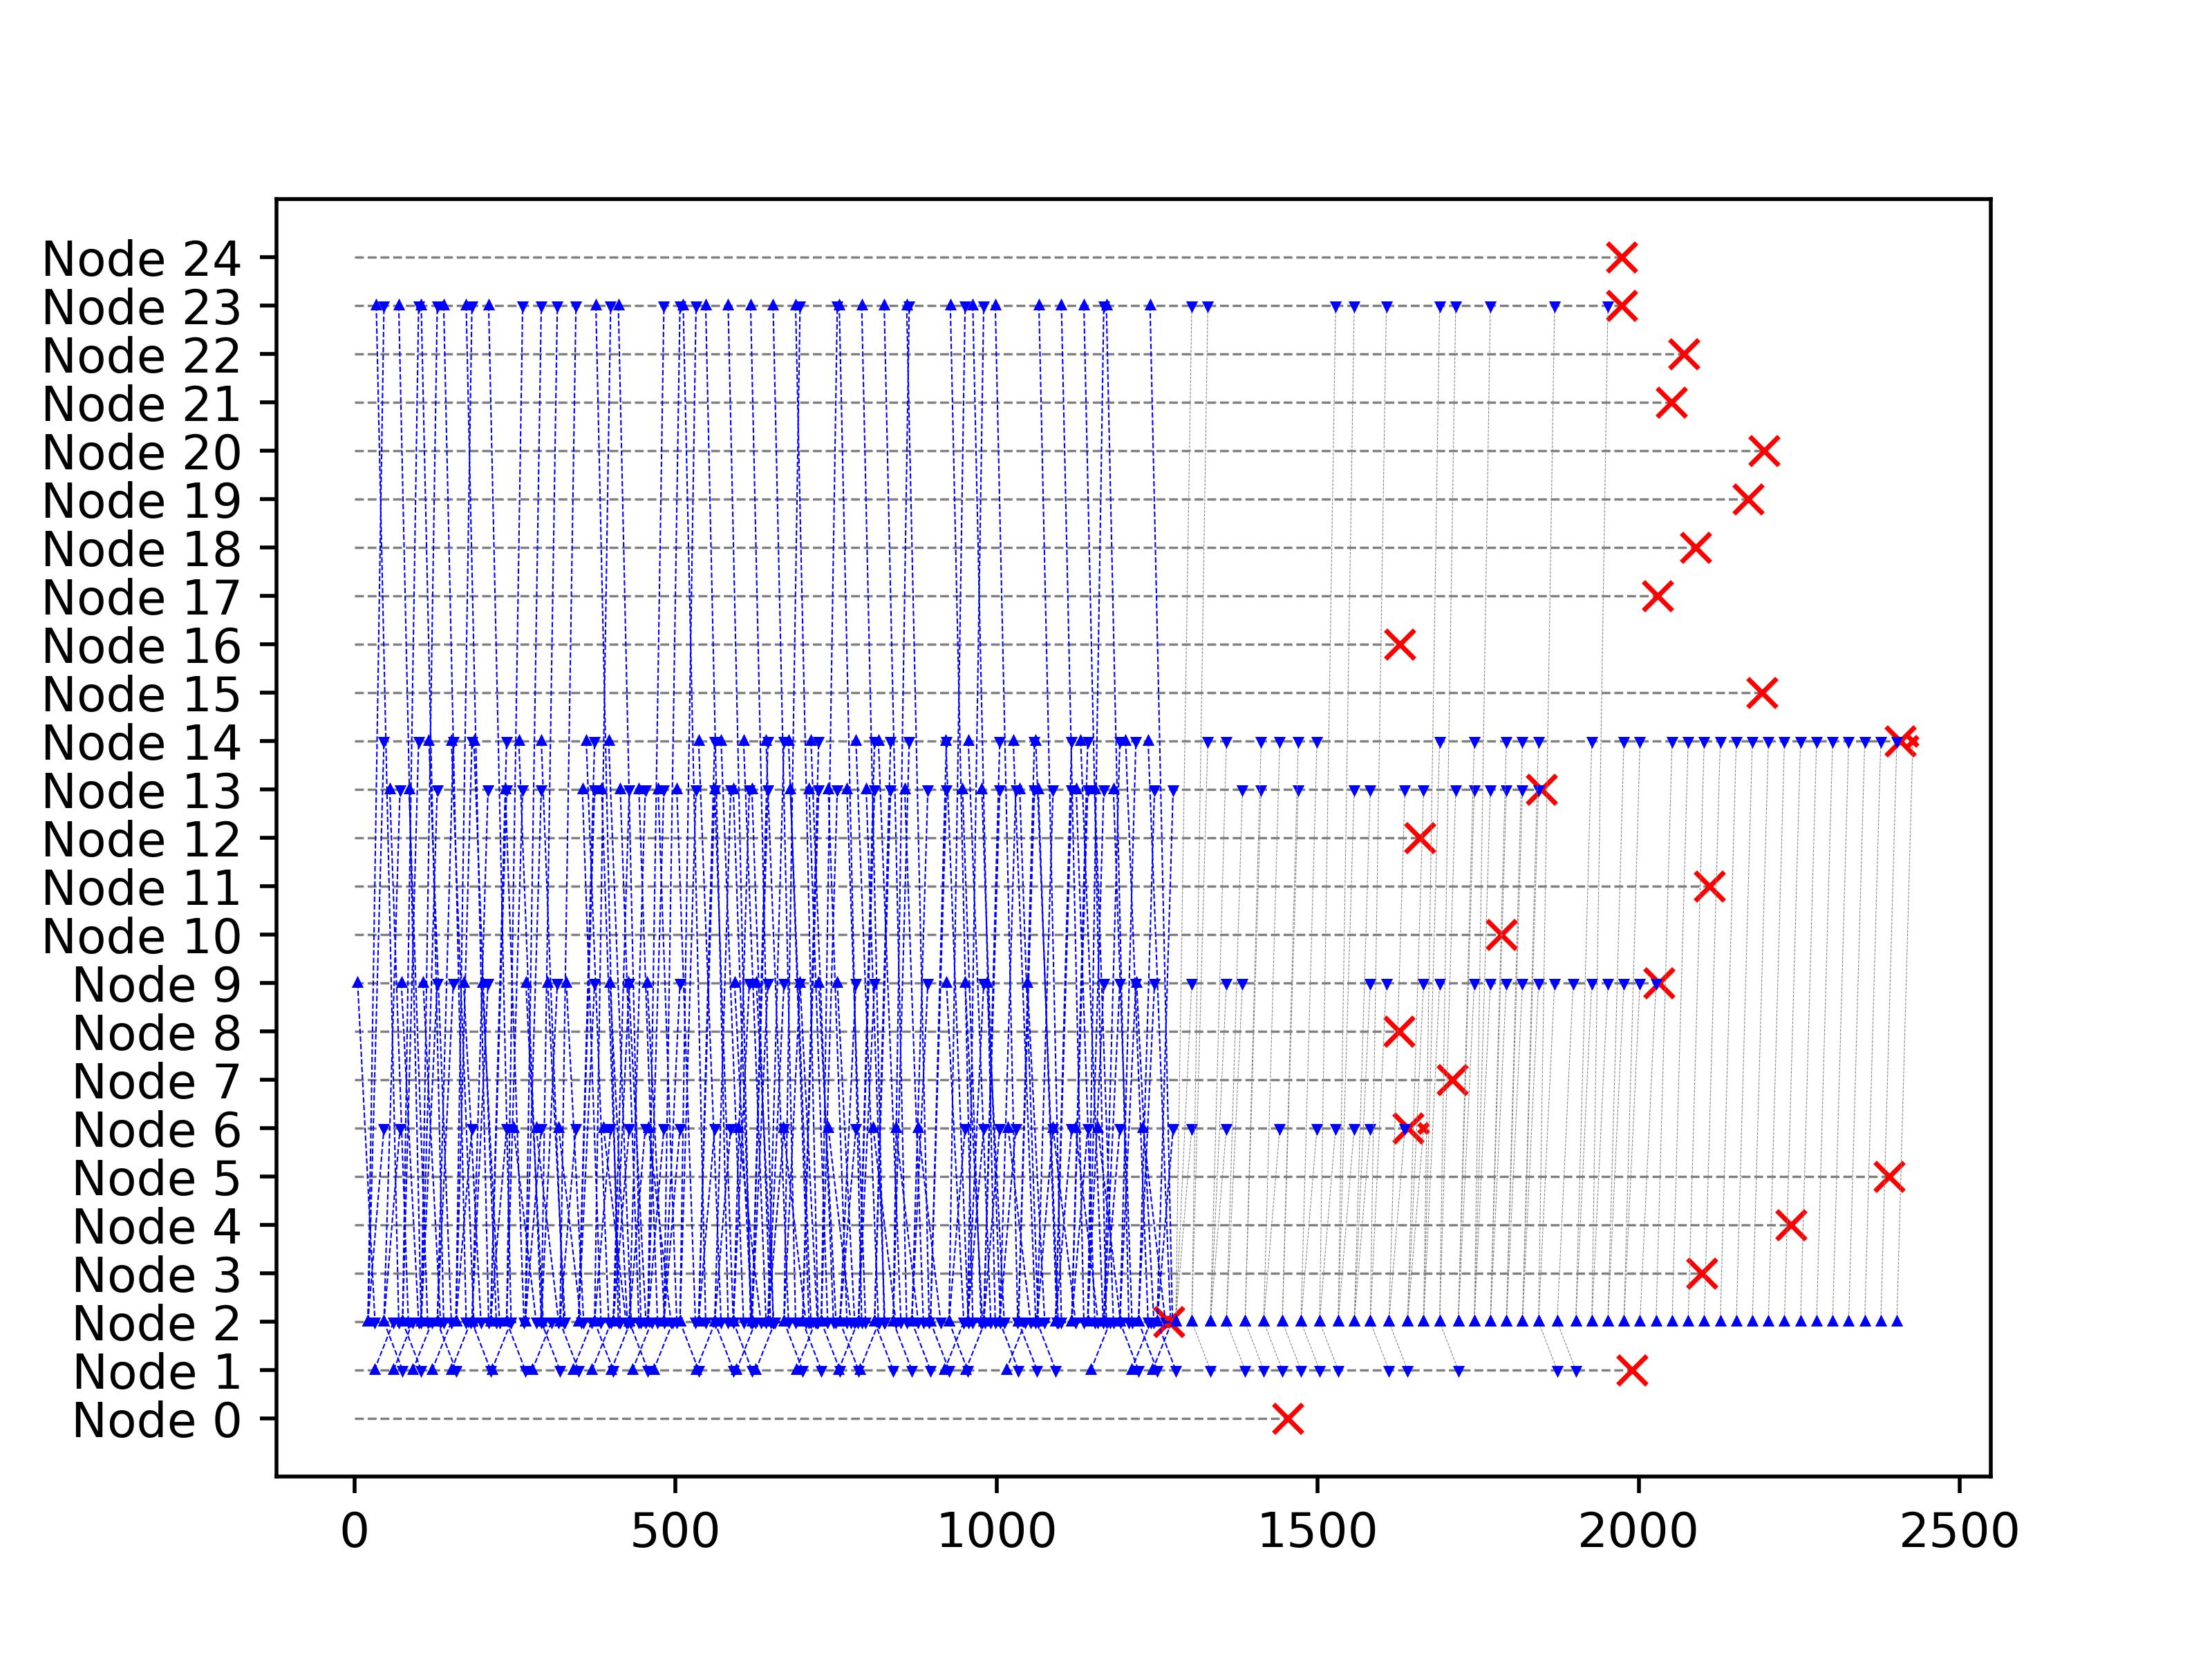 Node 24
Node 23
Node 22
Node 21
Node 20
Node 19
Node 18
Node 17
Node 16
Node 15
Node 14
Node 13
Node 12
Node 11
Node 10
Node 9
Node 8
Node 7
Node 6
Node 5
Node 4
Node 3
Node 2
Node 1
Node 0
0 500 1000 1500 2000 2500